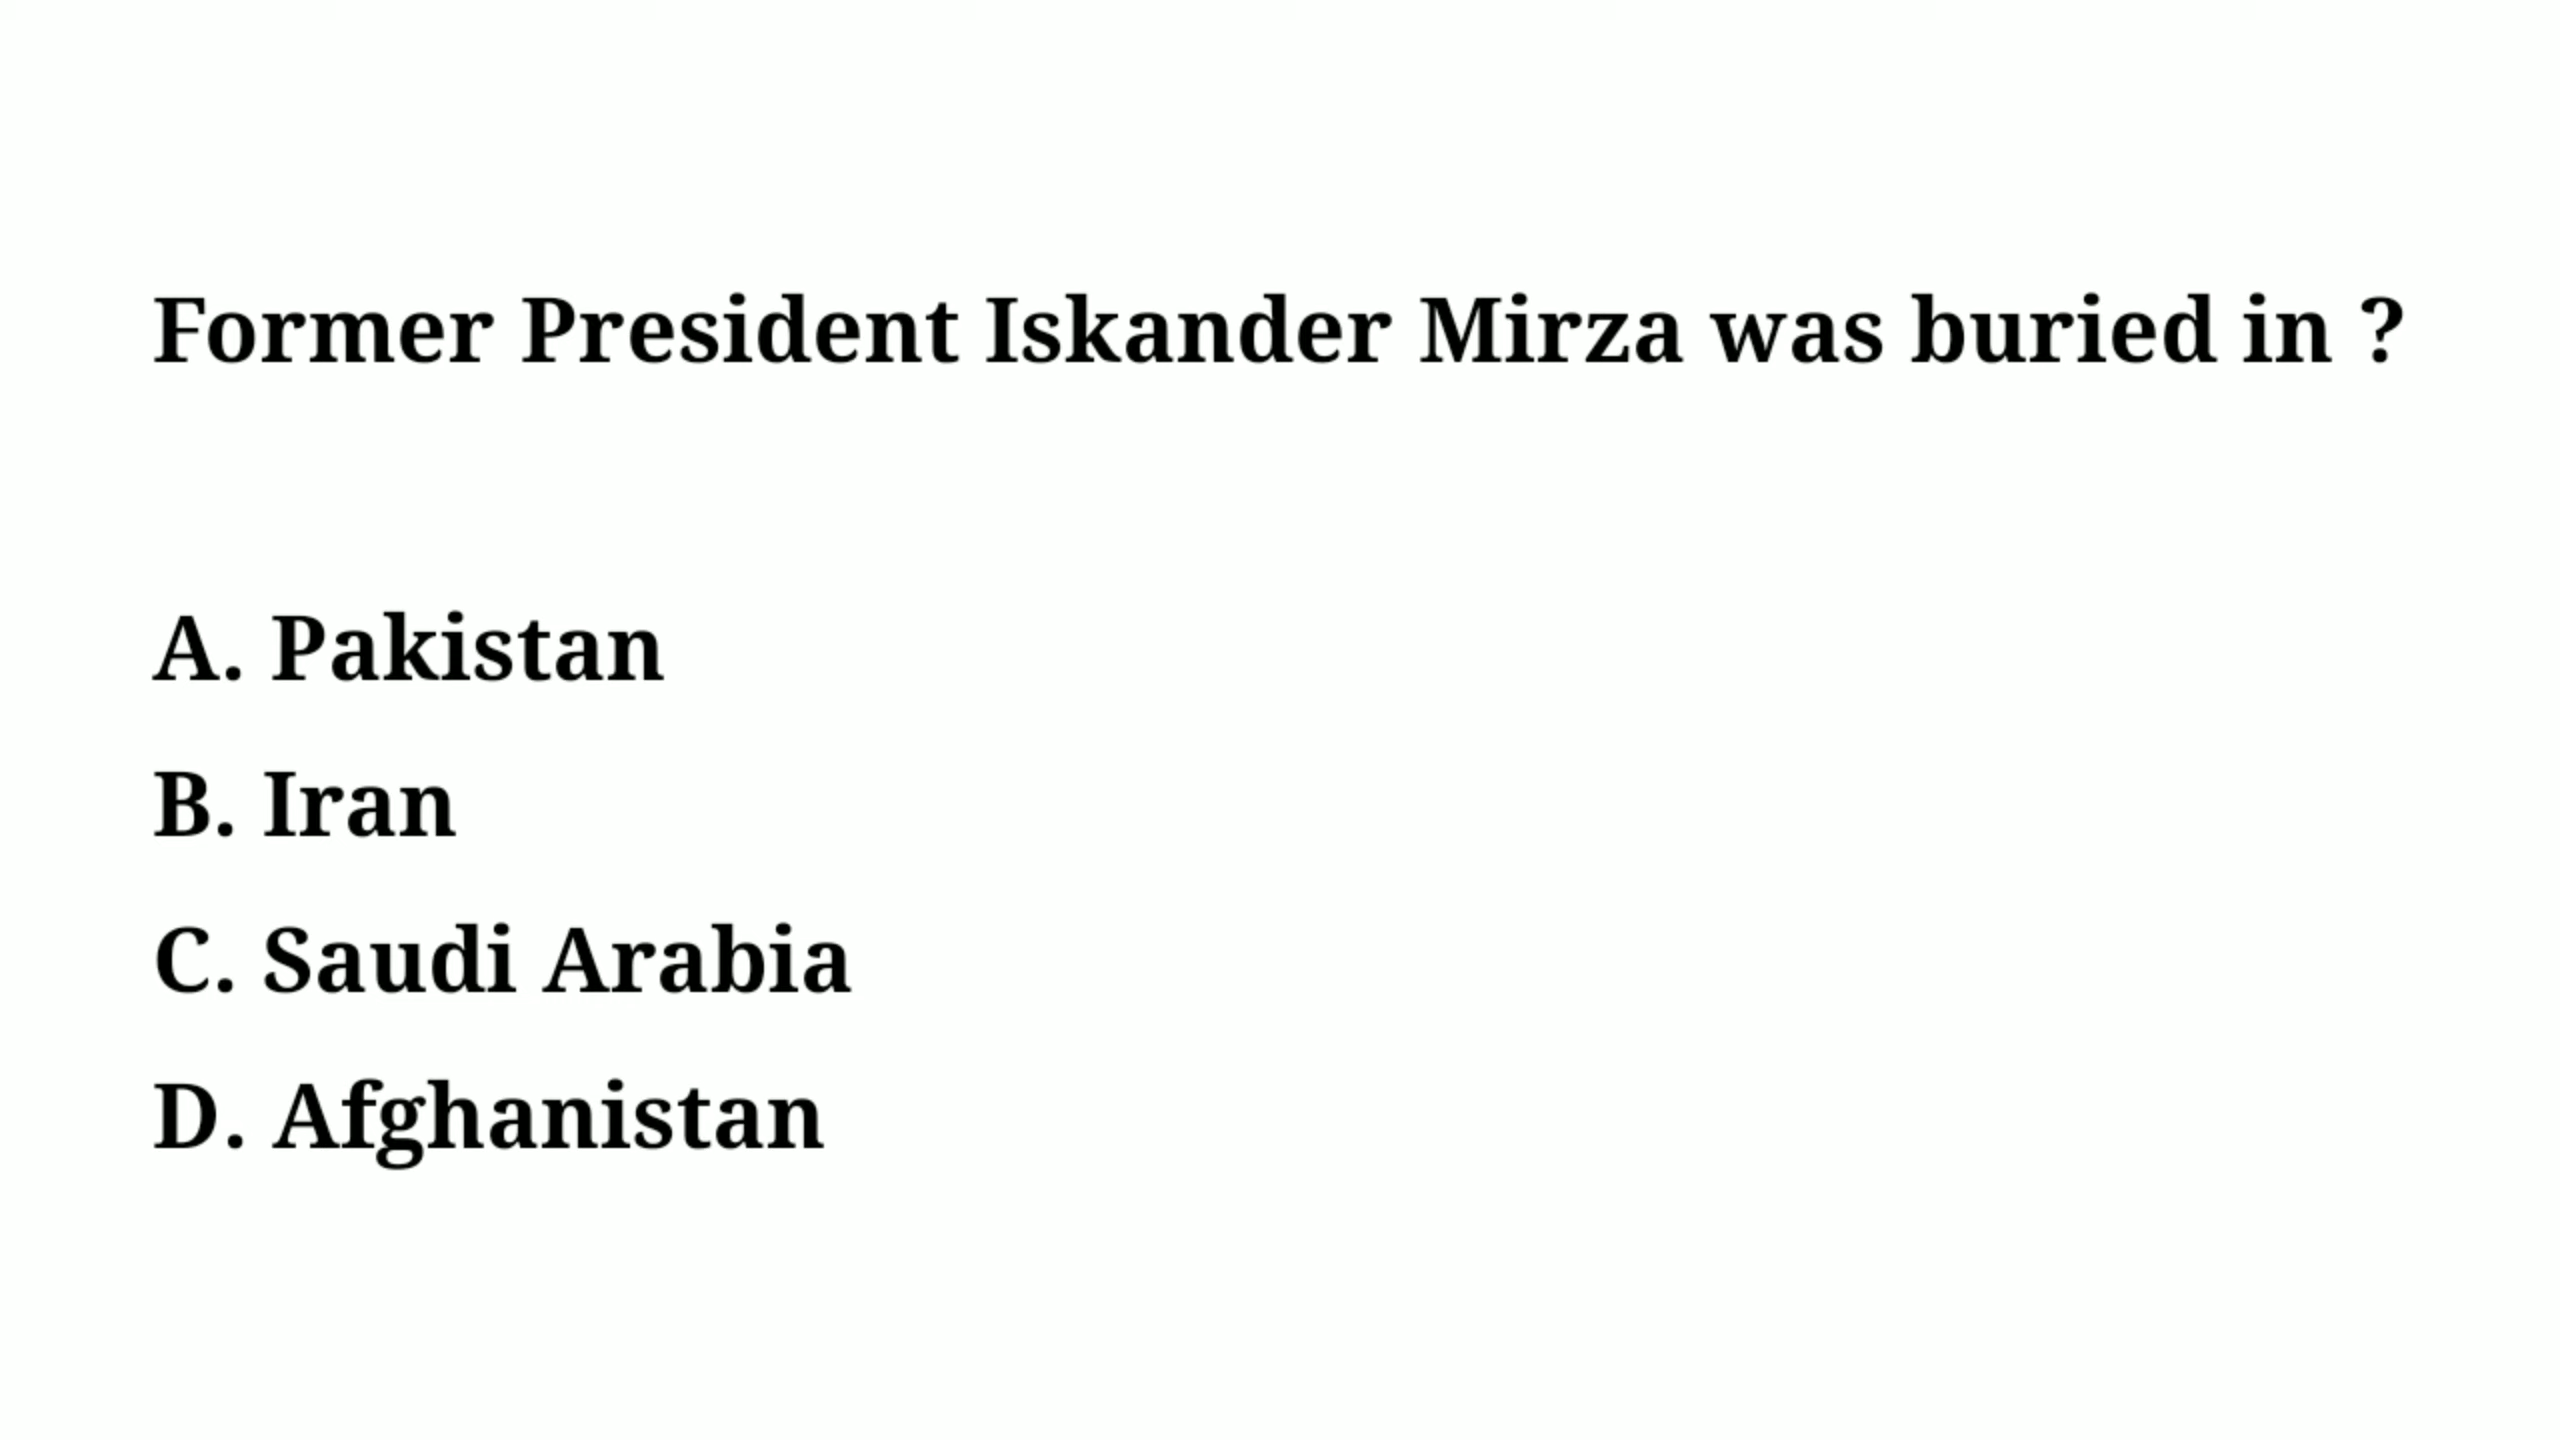 Former President Iskander Mirza was buried in ?
A. Pakistan
B. Iran
C. Saudi Arabia
D. Afghanistan